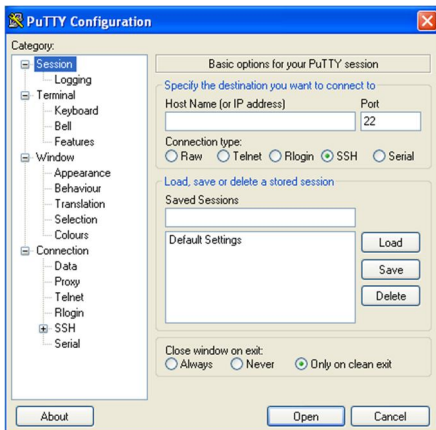 PuTTY Configuration
Category:
Session
Logging
Terminal
Keyboard
Bell
Features
Window
Appearance
Behaviour
Translation
Selection
Colours
Connection
Data
Proxy
Telnet
Rlogin
SSH
Serial
Basic options for your PuTTY session
Specify the destination you want to connect to
Host Name (or IP address) Port
22
Connection type:
Raw Telnet Rlogin SSH Serial
Load, save or delete a stored session
Saved Sessions
Default Settings
Load
Save
Delete
Close window on exit:
Always Never Only on clean exit
About Open Cancel